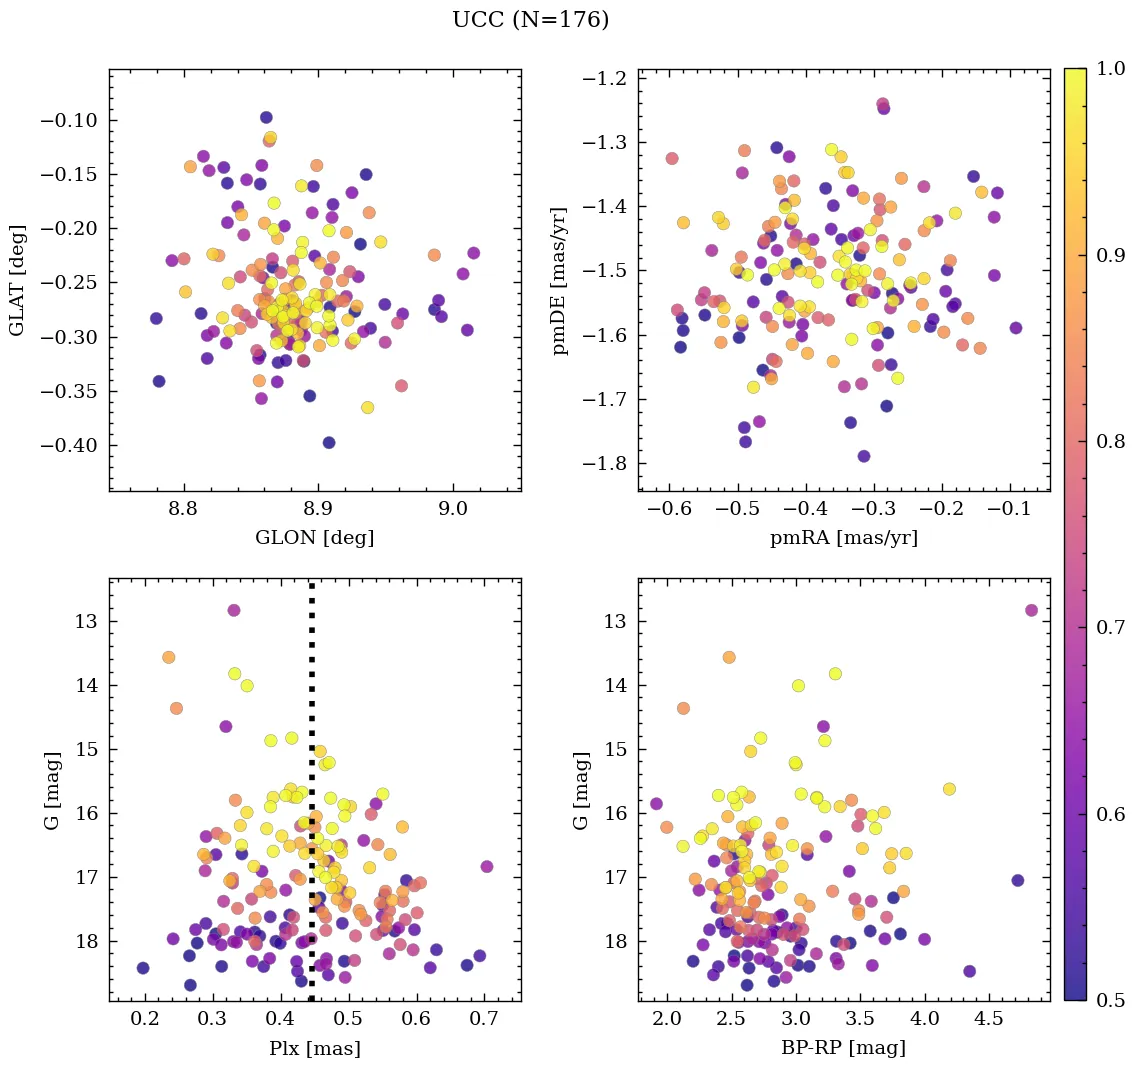 UCC (N=176)
−0.10
−0.15
−0.20
−0.25
−0.30
−0.35
−0.40
GLAT [deg]
8.8 8.9 9.0
GLON [deg]
−1.2
−1.3
−1.4
−1.5
−1.6
−1.7
−1.8
pmDE [mas/yr]
−0.6 −0.5 −0.4 −0.3 −0.2 −0.1
pmRA [mas/yr]
13
14
15
16
17
18
G [mag]
0.2 0.3 0.4 0.5 0.6 0.7
Plx [mas]
13
14
15
16
17
18
G [mag]
2.0 2.5 3.0 3.5 4.0 4.5
BP-RP [mag]
1.0
0.9
0.8
0.7
0.6
0.5